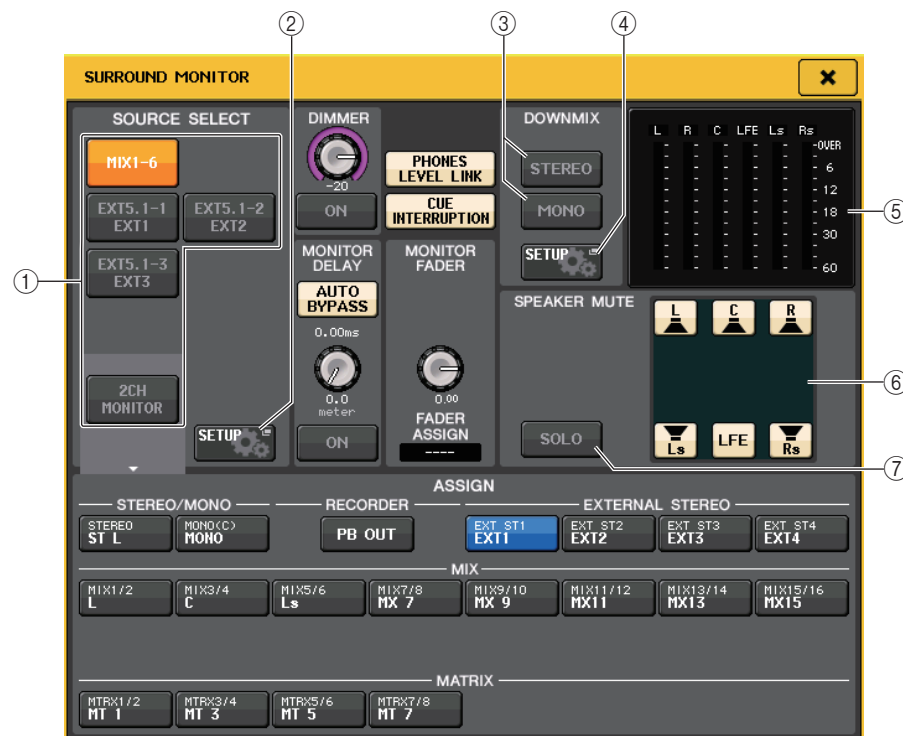 ② ③ ④
SURROUND MONITOR
SOURCE SELECT
MIX1-6
EXT5.1-1
EXT1
EXT5.1-2
EXT2
EXT5.1-3
EXT3
①
2CH
MONITOR
SETUP
DIMMER
-20
ON
PHONES
LEVEL LINK
CUE
INTERRUPTION
MONITOR
DELAY
AUTO
BYPASS
0.00ms
0.0
meter
ON
MONITOR
FADER
0.00
FADER
ASSIGN
----
DOWNMIX
STEREO
MONO
SETUP
L R C LFE Ls Rs
OVER
6
12
18
30
60
⑤
SPEAKER MUTE
L C R
⑥
SOLO
Ls LFE Rs
⑦
ASSIGN
STEREO/MONO
RECORDER
EXTERNAL STEREO
STEREO
ST L
MONO(C)
MONO
PB OUT
EXT ST1
EXT1
EXT ST2
EXT2
EXT ST3
EXT3
EXT ST4
EXT4
MIX
MIX1/2
L
MIX3/4
C
MIX5/6
Ls
MIX7/8
MX 7
MIX9/10
MX 9
MIX11/12
MX11
MIX13/14
MX13
MIX15/16
MX15
MATRIX
MTRX1/2
MT 1
MTRX3/4
MT 3
MTRX5/6
MT 5
MTRX7/8
MT 7